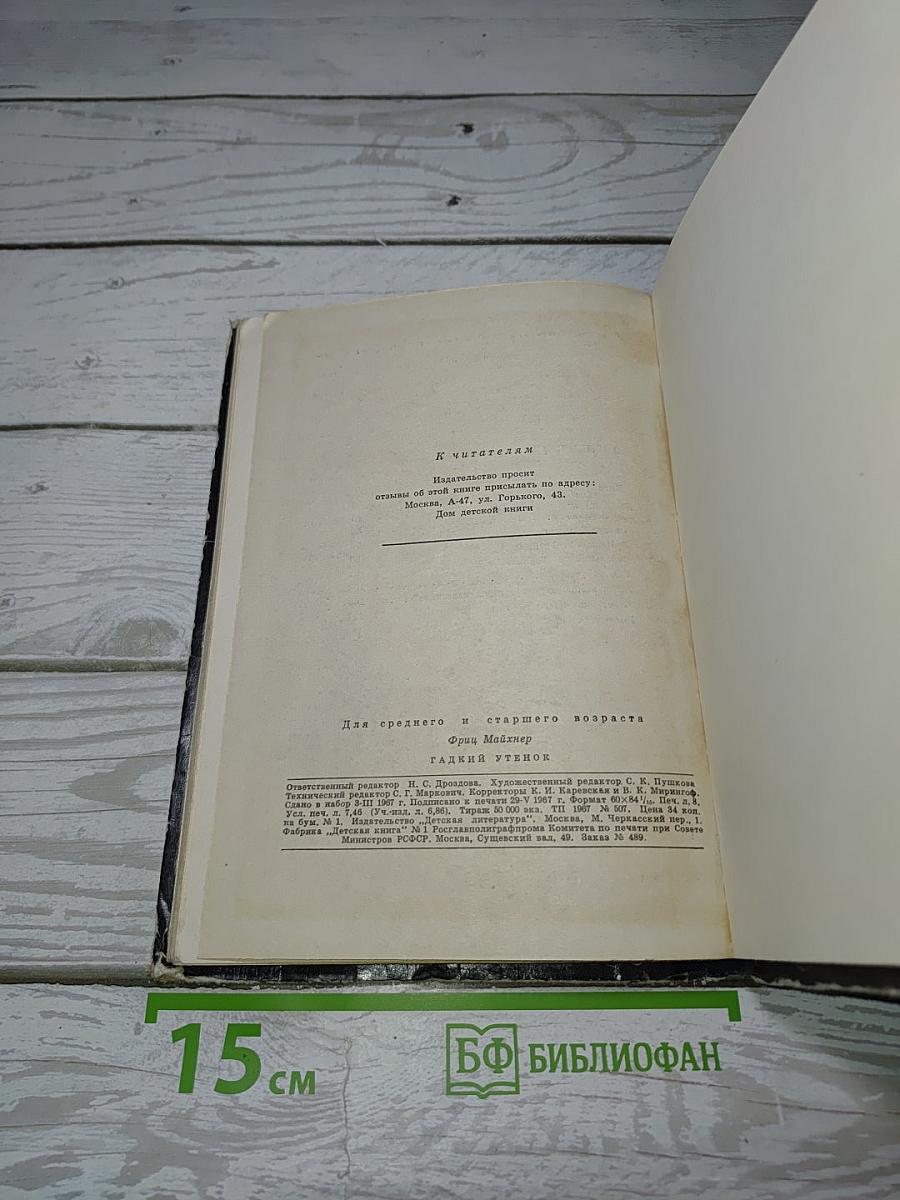 К читателям
Издательство просит
отзывы об этой книге присылать по адресу:
Москва, А-47, ул. Горького, 43.
Дом детской книги
Для среднего и старшего возраста
Фриц Майхнер
ГАДКИЙ УТЕНОК
Ответственный редактор Н. С. Дроздова. Художественный редактор С. К. Пушкова
Технический редактор С. Г. Маркович. Корректоры К. И. Каревская и В. К. Мирингоф.
Сдано в набор 3-III 1967 г. Подписано к печати 29-V 1967 г. Формат 60×84 1/16. Печ. л. 8.
Усл. печ. л. 7,46 (Уч.-изд. л. 6,86). Тираж 50 000 экз. ТП 1967 № 507. Цена 34 коп.
на бум. № 1. Издательство „Детская литература". Москва, М. Черкасский пер., 1.
Фабрика „Детская книга" № 1 Росглавполиграфпрома Комитета по печати при Совете
Министров РСФСР. Москва, Сущевский вал, 49. Заказ № 489.
15 см
БФ БИБЛИОФАН